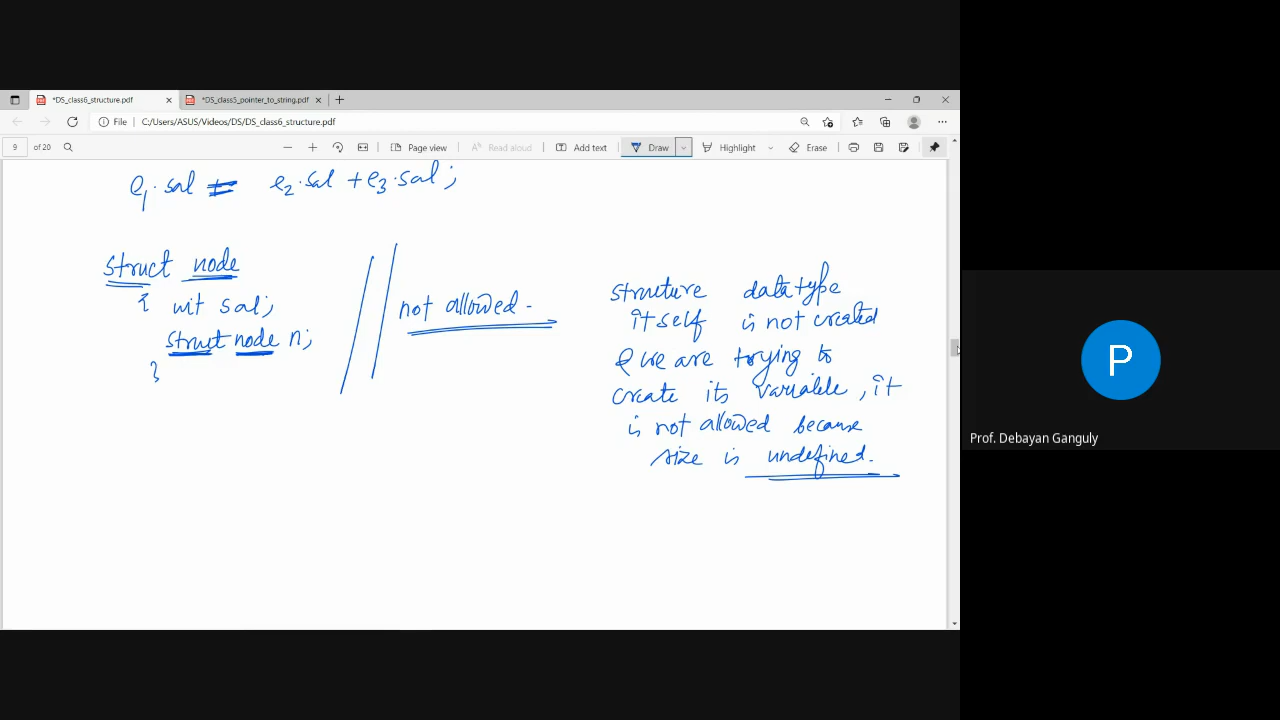 *DS_class6_structure.pdf
*DS_class5_pointer_to_string.pdf
File
C:/Users/ASUS/Videos/DS/DS_class6_structure.pdf
9 of 20
Page view
Read aloud
Add text
Draw
Highlight
Erase
e1.sal = e2.sal + e3.sal;
struct node
{ int sal;
struct node n;
}
not allowed.
structure datatype
itself is not created
& we are trying to
create its variable, it
is not allowed because
size is undefined.
P
Prof. Debayan Ganguly